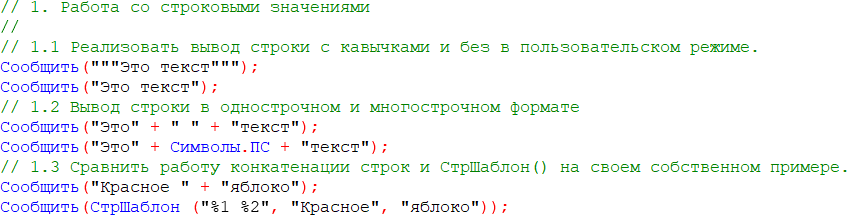 // 1. Работа со строковыми значениями
//
// 1.1 Реализовать вывод строки с кавычками и без в пользовательском режиме.
Сообщить("""Это текст""");
Сообщить("Это текст");
// 1.2 Вывод строки в однострочном и многострочном формате
Сообщить("Это" + " " + "текст");
Сообщить("Это" + Символы.ПС + "текст");
// 1.3 Сравнить работу конкатенации строк и СтрШаблон() на своем собственном примере.
Сообщить("Красное " + "яблоко");
Сообщить(СтрШаблон ("%1 %2", "Красное", "яблоко"));